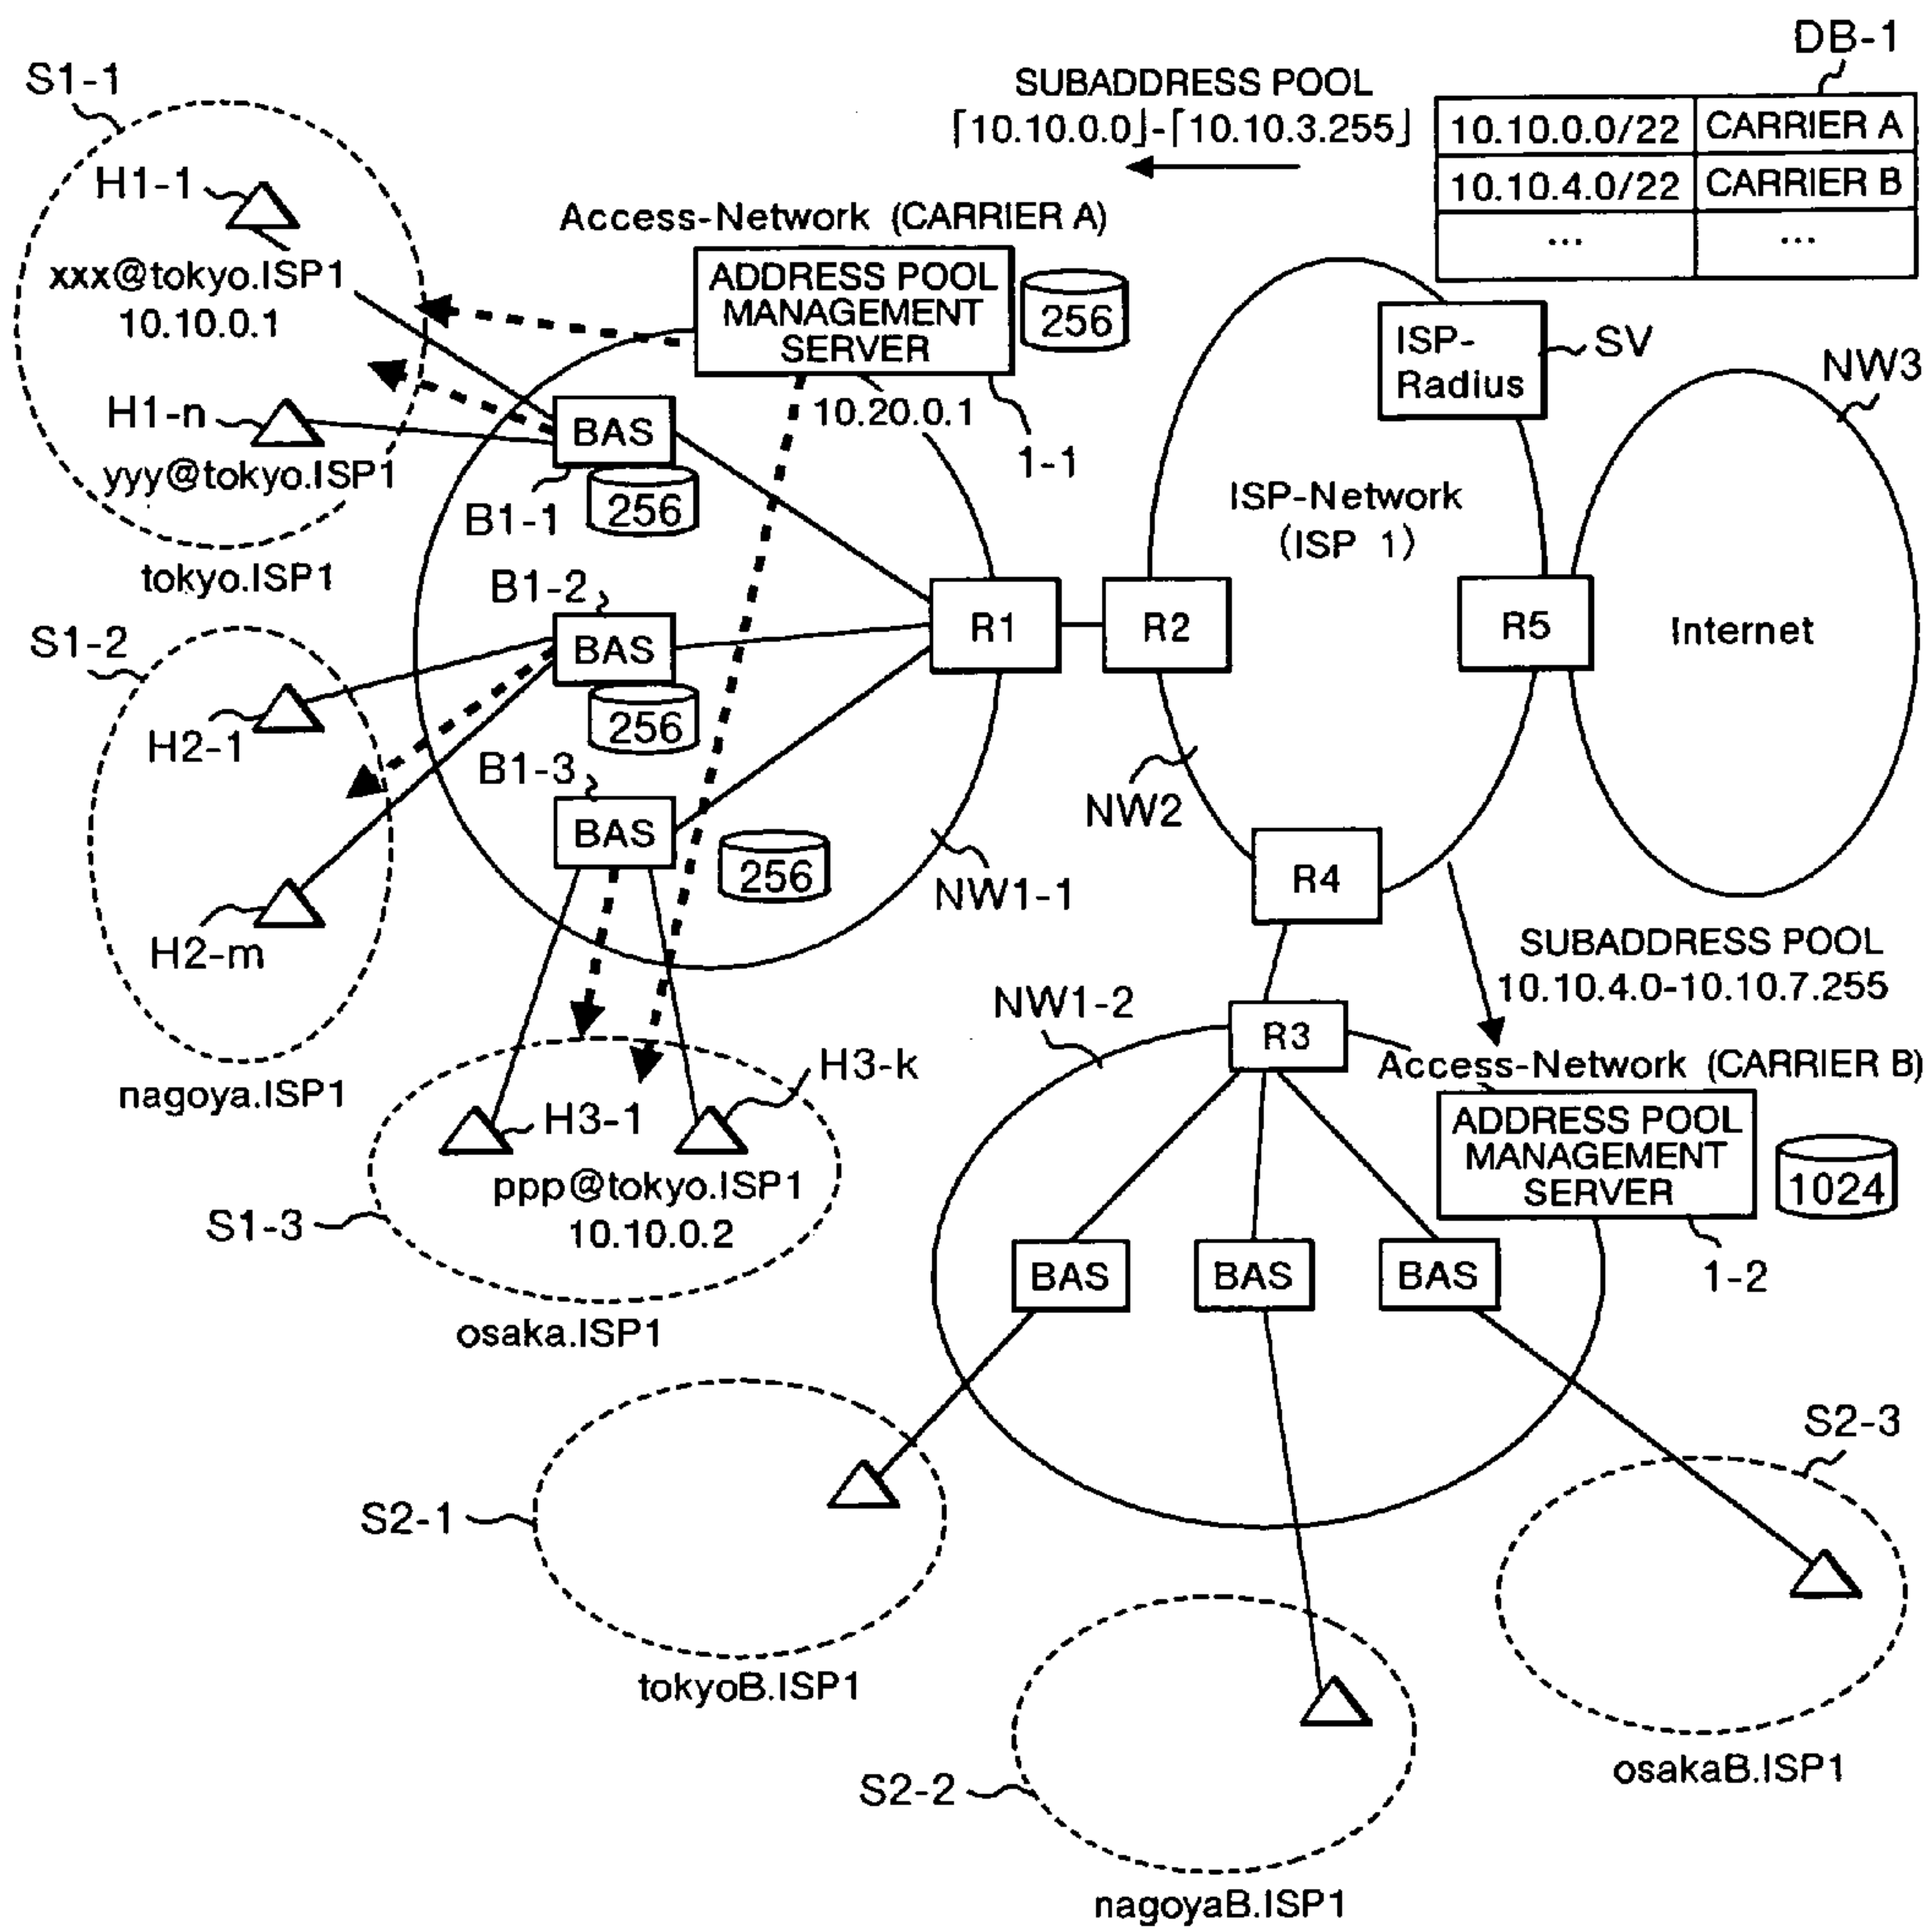 DB-1
S1-1
SUBADDRESS POOL
⌈10.10.0.0⌋-⌈10.10.3.255⌋
10.10.0.0/22 CARRIER A
10.10.4.0/22 CARRIER B
... ...
H1-1
Access-Network (CARRIER A)
xxx@tokyo.ISP1
10.10.0.1
ADDRESS POOL
MANAGEMENT
SERVER
256
ISP-
Radius
SV
NW3
H1-n
BAS
10.20.0.1
1-1
yyy@tokyo.ISP1
B1-1
256
ISP-Network
(ISP 1)
tokyo.ISP1
B1-2
S1-2
BAS
R1
R2
R5
Internet
H2-1
256
B1-3
NW2
BAS
256
NW1-1
R4
H2-m
SUBADDRESS POOL
10.10.4.0-10.10.7.255
NW1-2
R3
nagoya.ISP1
H3-k
Access-Network (CARRIER B)
H3-1
ADDRESS POOL
MANAGEMENT
SERVER
1024
ppp@tokyo.ISP1
10.10.0.2
S1-3
BAS
BAS
BAS
1-2
osaka.ISP1
S2-3
S2-1
tokyoB.ISP1
S2-2
osakaB.ISP1
nagoyaB.ISP1